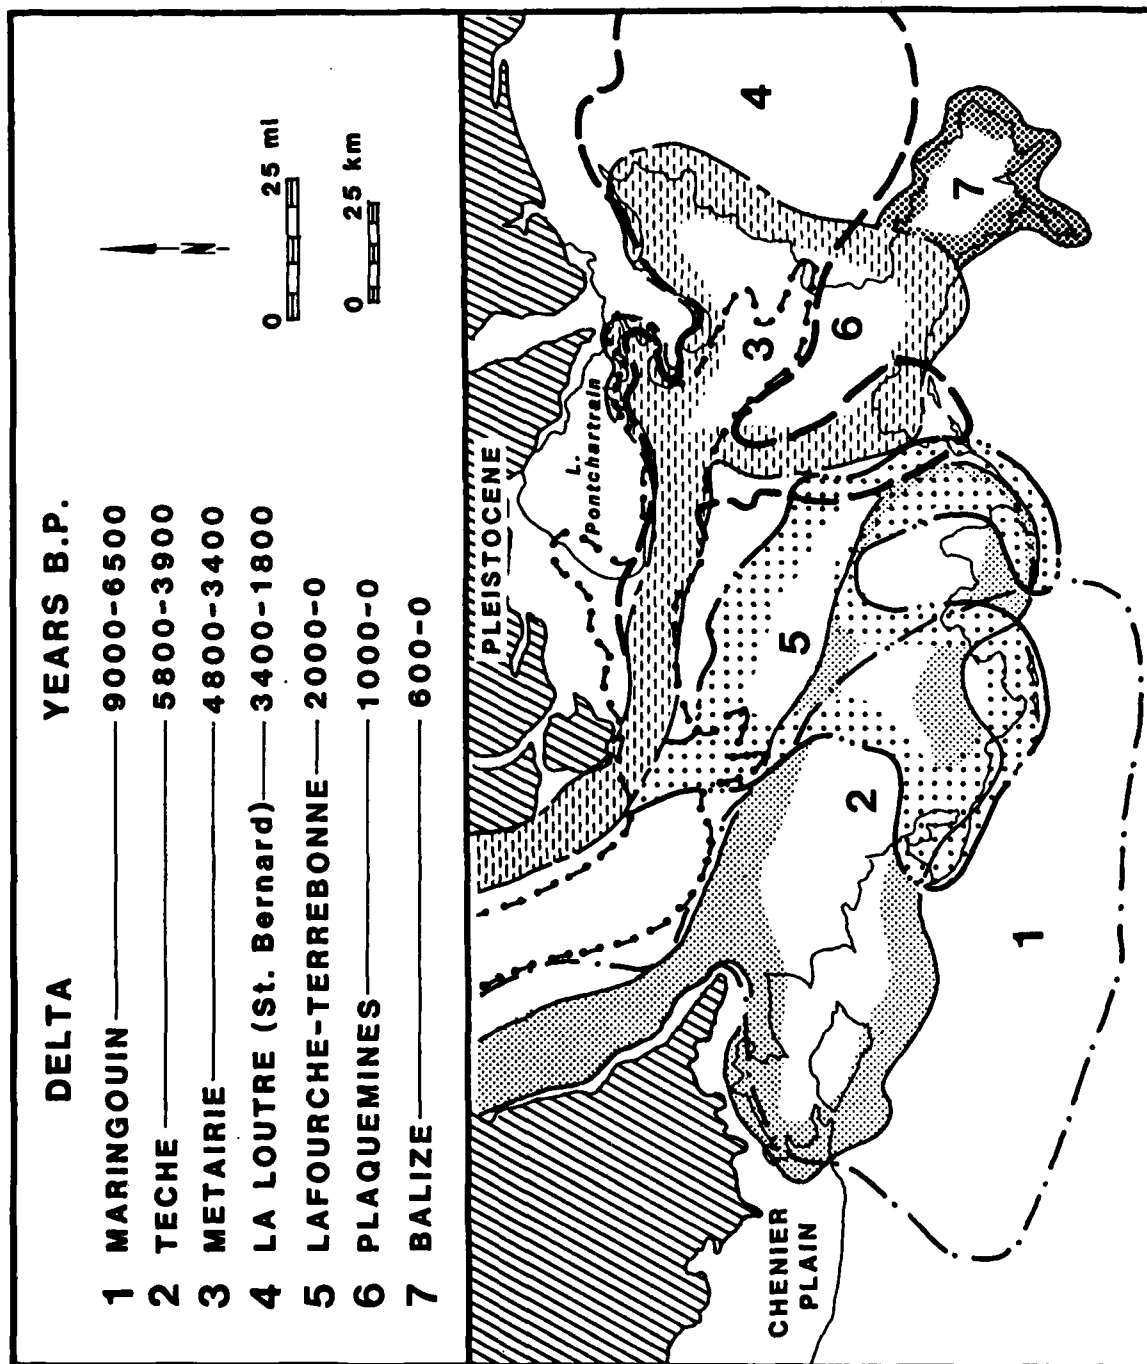 DELTA YEARS B.P.
1 MARINGOUIN 9000-6500
2 TECHE 5800-3900
3 METAIRIE 4800-3400
4 LA LOUTRE (St. Bernard) 3400-1800
5 LAFOURCHE-TERREBONNE 2000-0
6 PLAQUEMINES 1000-0
7 BALIZE 600-0
N
0 25 mi
0 25 km
PLEISTOCENE
L.
Pontchartrain
4
3
6
7
5
2
1
CHENIER
PLAIN